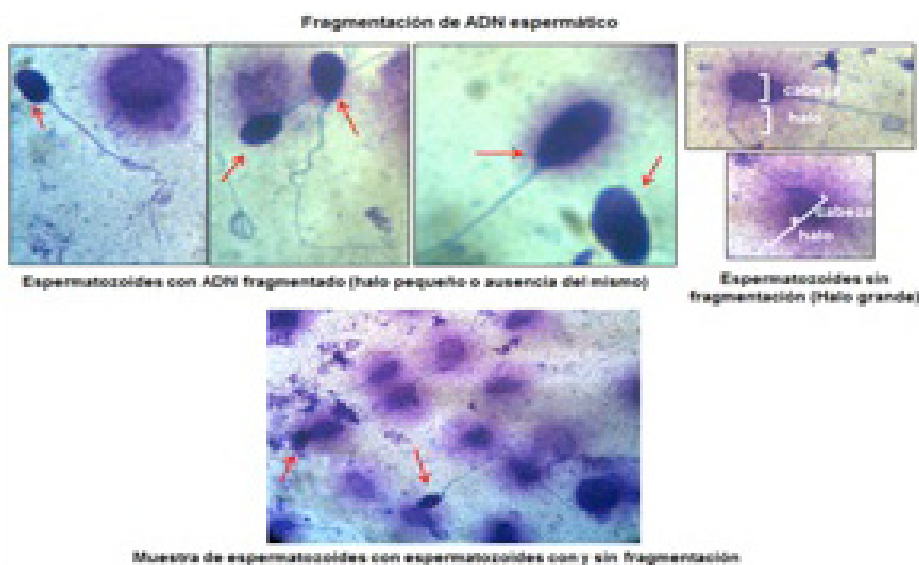 Fragmentación de ADN espermático
cabeza
halo
cabeza
halo
Espermatozoides con ADN fragmentado (halo pequeño o ausencia del mismo)
Espermatozoides sin
fragmentación (Halo grande)
Muestra de espermatozoides con espermatozoides con y sin fragmentación